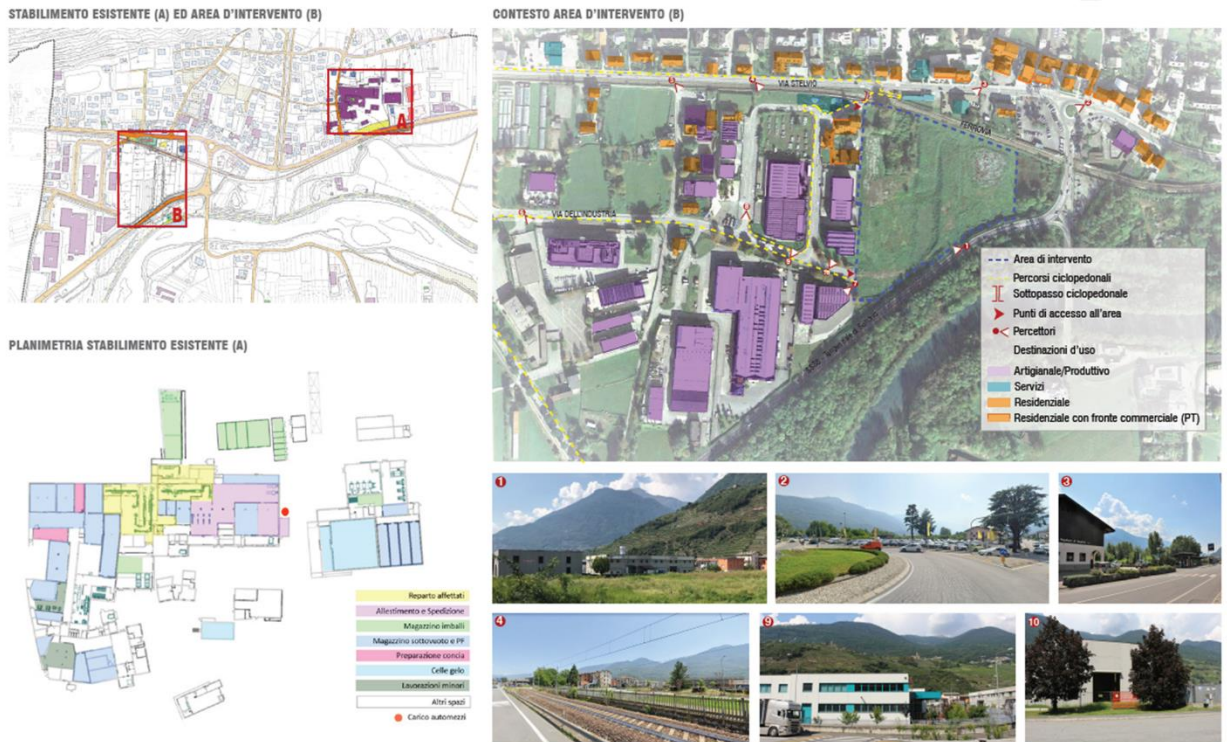 STABILIMENTO ESISTENTE (A) ED AREA D'INTERVENTO (B)
A
B
PLANIMETRIA STABILIMENTO ESISTENTE (A)
Reparto affettati
Allestimento e Spedizione
Magazzino imballi
Magazzino sottovuoto e PF
Preparazione concia
Celle gelo
Lavorazioni minori
Altri spazi
Carico automezzi
CONTESTO AREA D'INTERVENTO (B)
VIA STELVIO
FERROVIA
VIA DELL'INDUSTRIA
Area di intervento
Percorsi ciclopedonali
Sottopasso ciclopedonale
Punti di accesso all'area
Percettori
Destinazioni d'uso
Artigianale/Produttivo
Servizi
Residenziale
Residenziale con fronte commerciale (PT)
1
2
3
4
9
10